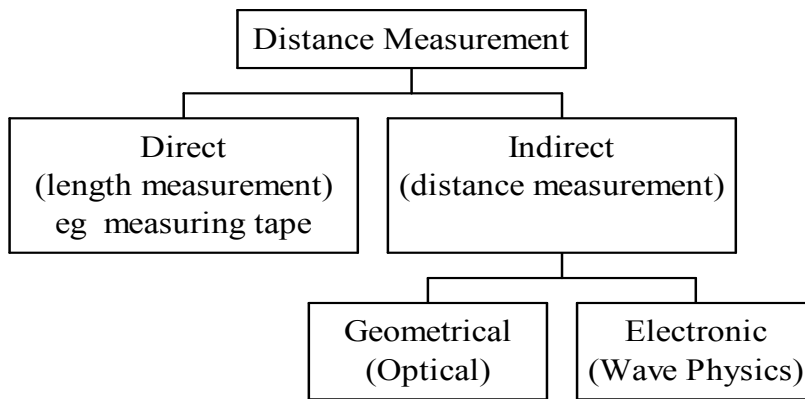 Distance Measurement
Direct
(length measurement)
eg measuring tape
Indirect
(distance measurement)
Geometrical
(Optical)
Electronic
(Wave Physics)